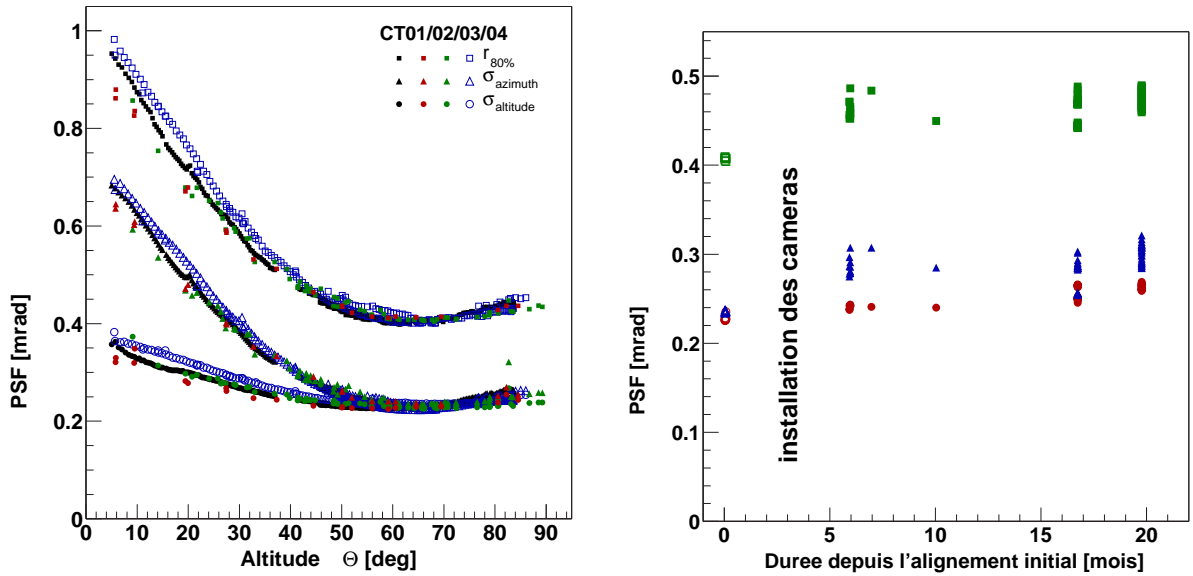 CT01/02/03/04
r80%
σazimuth
σaltitude
PSF [mrad]
1
0.8
0.6
0.4
0.2
0
0 10 20 30 40 50 60 70 80 90
Altitude Θ [deg]
PSF [mrad]
0.5
0.4
0.3
0.2
0.1
0
installation des cameras
0 5 10 15 20
Duree depuis l'alignement initial [mois]